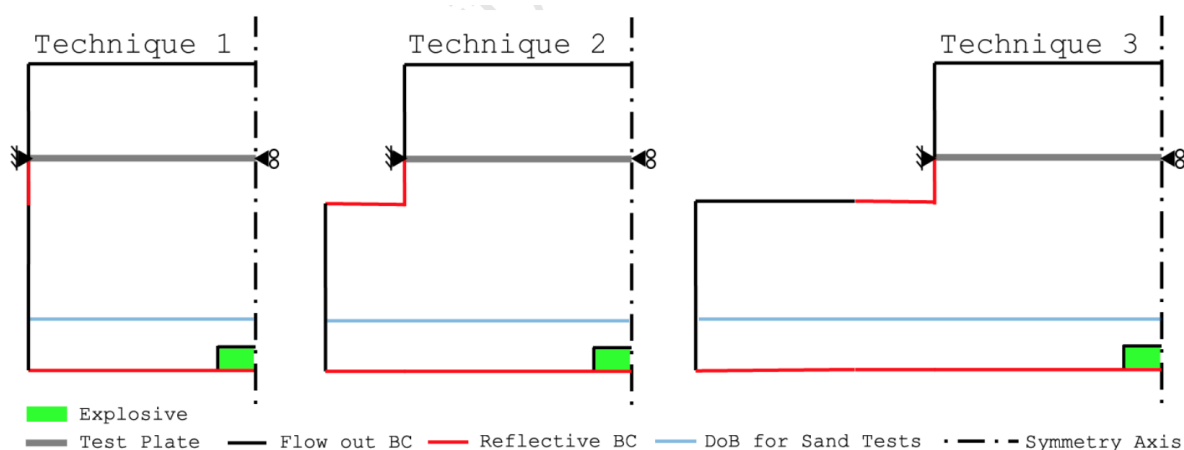 Technique 1
Technique 2
Technique 3
Explosive
Test Plate
Flow out BC
Reflective BC
DoB for Sand Tests
Symmetry Axis